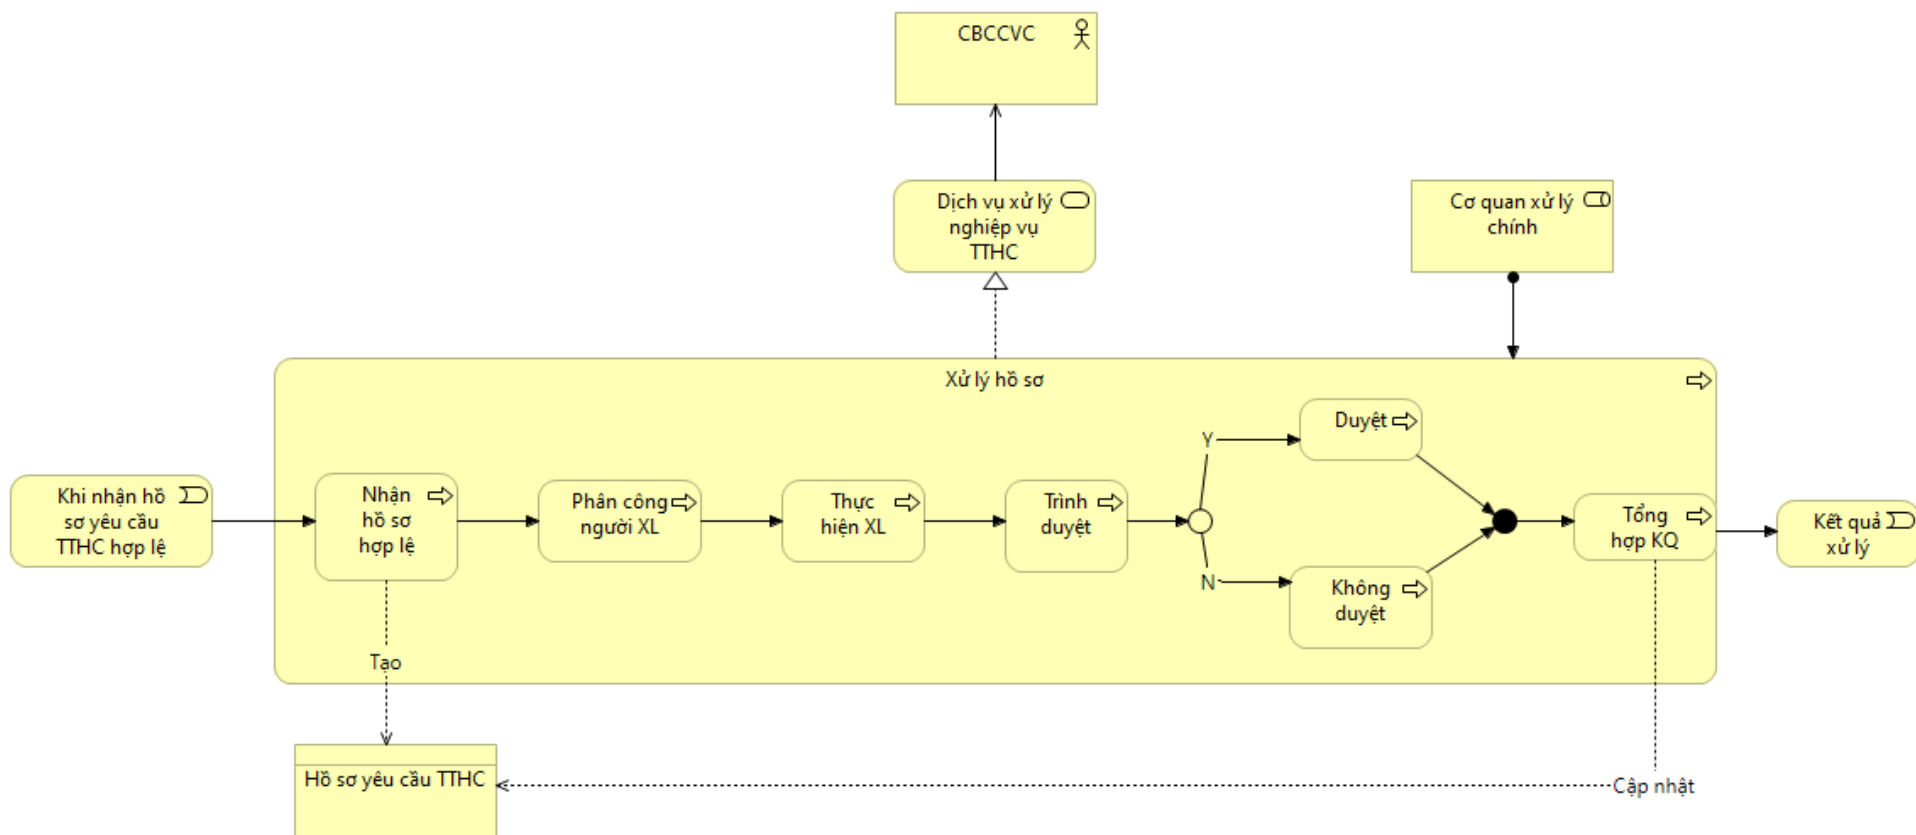 CBCCVC
Dịch vụ xử lý
nghiệp vụ
TTHC
Cơ quan xử lý
chính
Xử lý hồ sơ
Khi nhận hồ
sơ yêu cầu
TTHC hợp lệ
Nhận
hồ sơ
hợp lệ
Phân công
người XL
Thực
hiện XL
Trình
duyệt
Y
N
Duyệt
Không
duyệt
Tổng
hợp KQ
Kết quả
xử lý
Tạo
Hồ sơ yêu cầu TTHC
Cập nhật